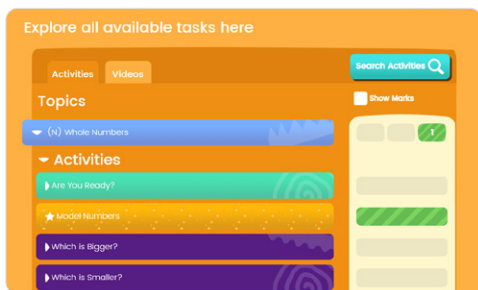 Explore all available tasks here
Activities
Videos
Search Activities
Topics
Show Marks
(N) Whole Numbers
1
Activities
Are You Ready?
Model Numbers
Which is Bigger?
Which is Smaller?